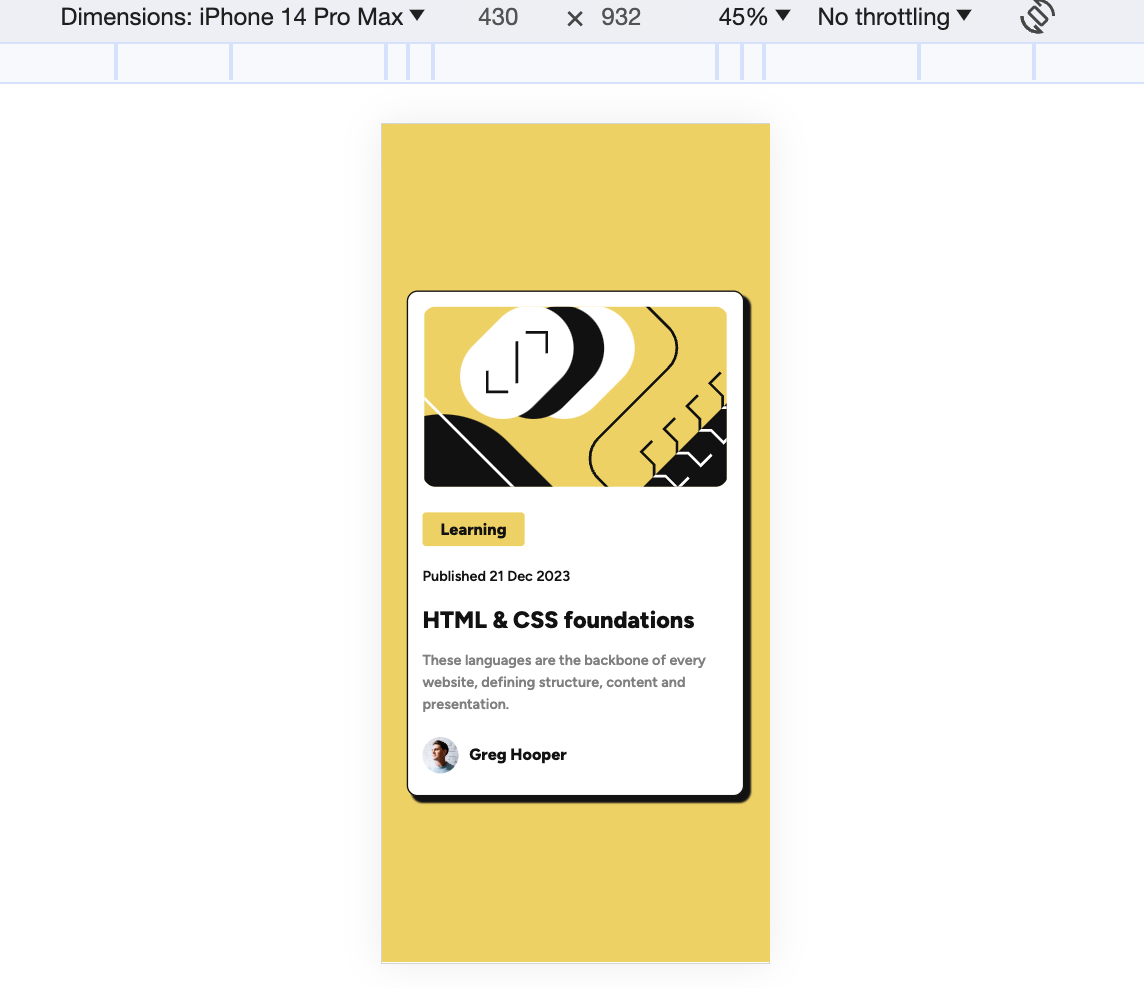 Dimensions: iPhone 14 Pro Max 430 × 932 45% No throttling
Learning
Published 21 Dec 2023
HTML & CSS foundations
These languages are the backbone of every
website, defining structure, content and
presentation.
Greg Hooper